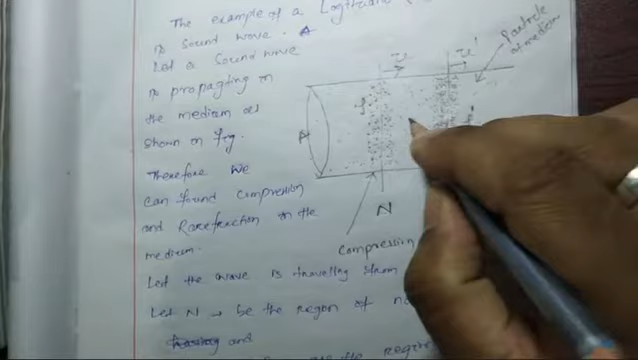 The example of a
is sound wave.
Let a sound wave
is propagating in
the medium as
shown in fig.
Therefore we
can found compression
and Rarefraction in the
medium.
Let the wave is travelling from
Let N → be the region of
and
the
Particle
of medium
A
N
Compression